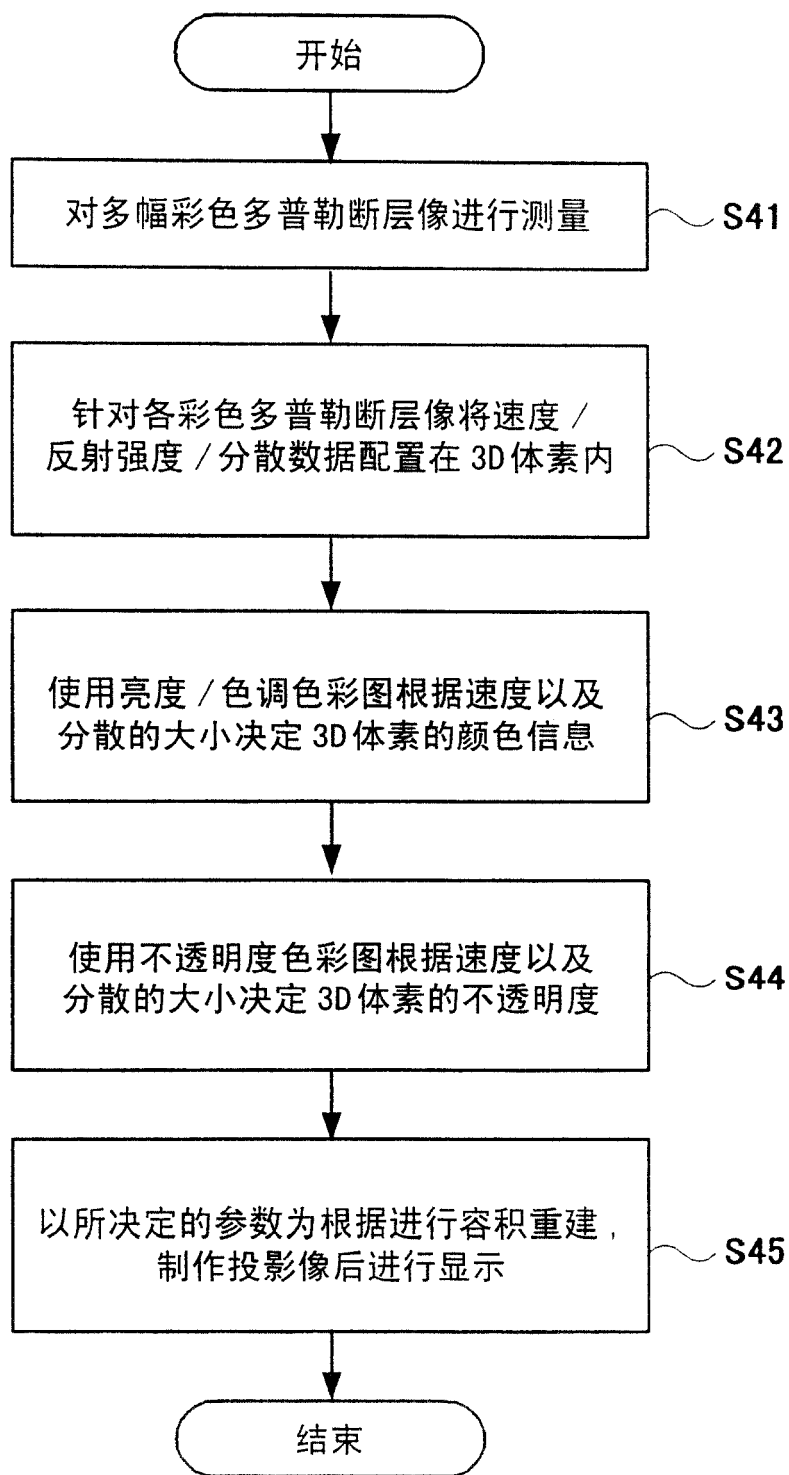 开始
对多幅彩色多普勒断层像进行测量
S41
针对各彩色多普勒断层像将速度/
反射强度/分散数据配置在3D体素内
S42
使用亮度/色调色彩图根据速度以及
分散的大小决定3D体素的颜色信息
S43
使用不透明度色彩图根据速度以及
分散的大小决定3D体素的不透明度
S44
以所决定的参数为根据进行容积重建,
制作投影像后进行显示
S45
结束